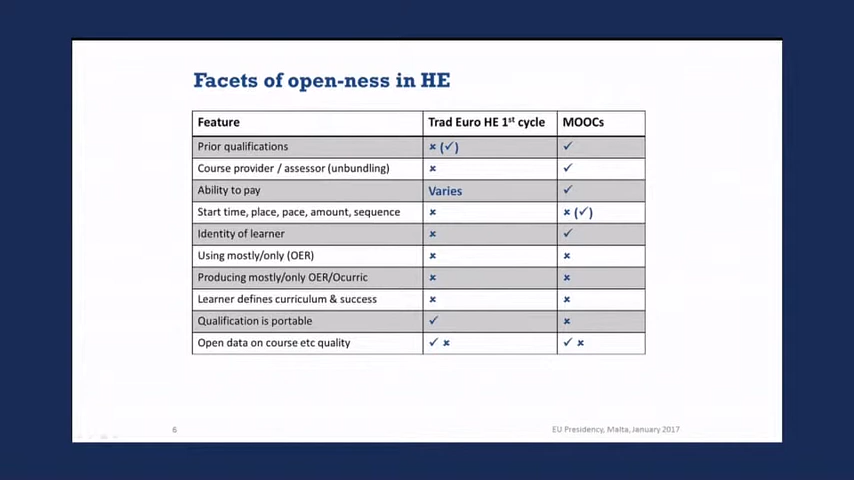 Facets of open-ness in HE
Feature Trad Euro HE 1st cycle MOOCs
Prior qualifications × (✓) ✓
Course provider / assessor (unbundling) × ✓
Ability to pay Varies ✓
Start time, place, pace, amount, sequence × × (✓)
Identity of learner × ✓
Using mostly/only (OER) × ×
Producing mostly/only OER/Ocurric × ×
Learner defines curriculum & success × ×
Qualification is portable ✓ ×
Open data on course etc quality ✓ × ✓ ×
6 EU Presidency, Malta, January 2017